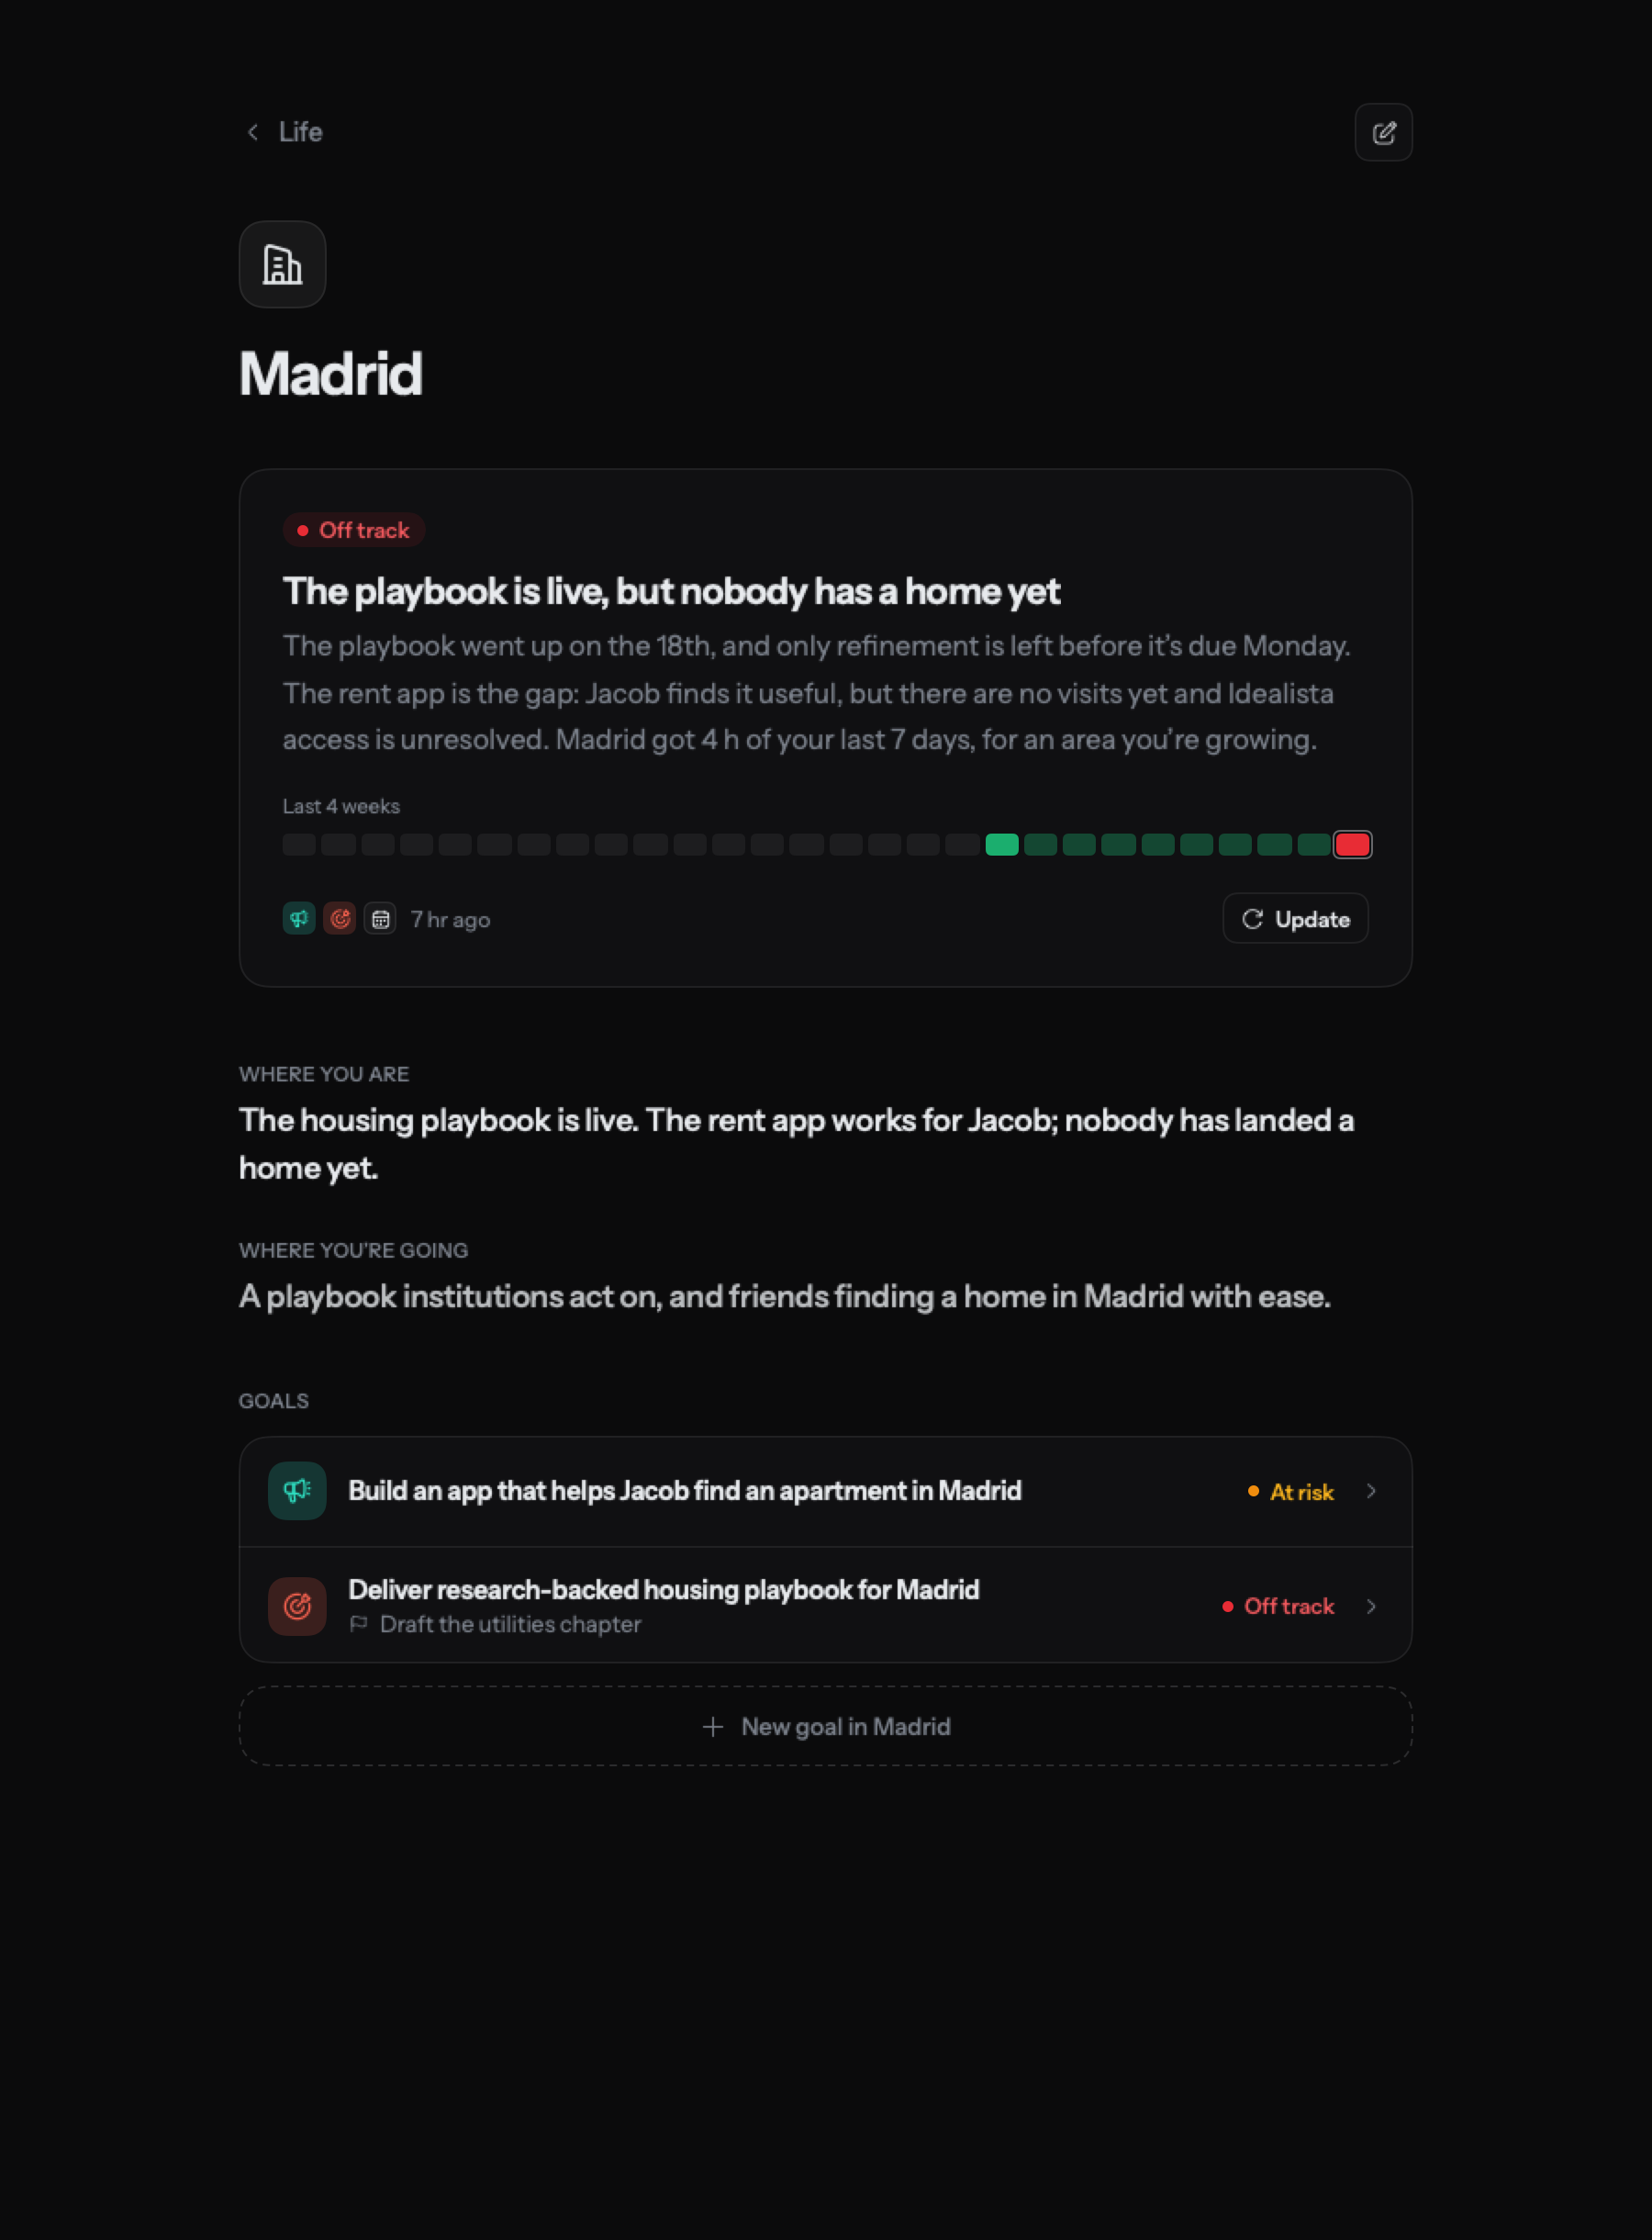 Life
Madrid
Off track
The playbook is live, but nobody has a home yet
The playbook went up on the 18th, and only refinement is left before it’s due Monday.
The rent app is the gap: Jacob finds it useful, but there are no visits yet and Idealista
access is unresolved. Madrid got 4 h of your last 7 days, for an area you’re growing.
Last 4 weeks
7 hr ago
Update
WHERE YOU ARE
The housing playbook is live. The rent app works for Jacob; nobody has landed a
home yet.
WHERE YOU’RE GOING
A playbook institutions act on, and friends finding a home in Madrid with ease.
GOALS
Build an app that helps Jacob find an apartment in Madrid
At risk
Deliver research-backed housing playbook for Madrid
Draft the utilities chapter
Off track
New goal in Madrid